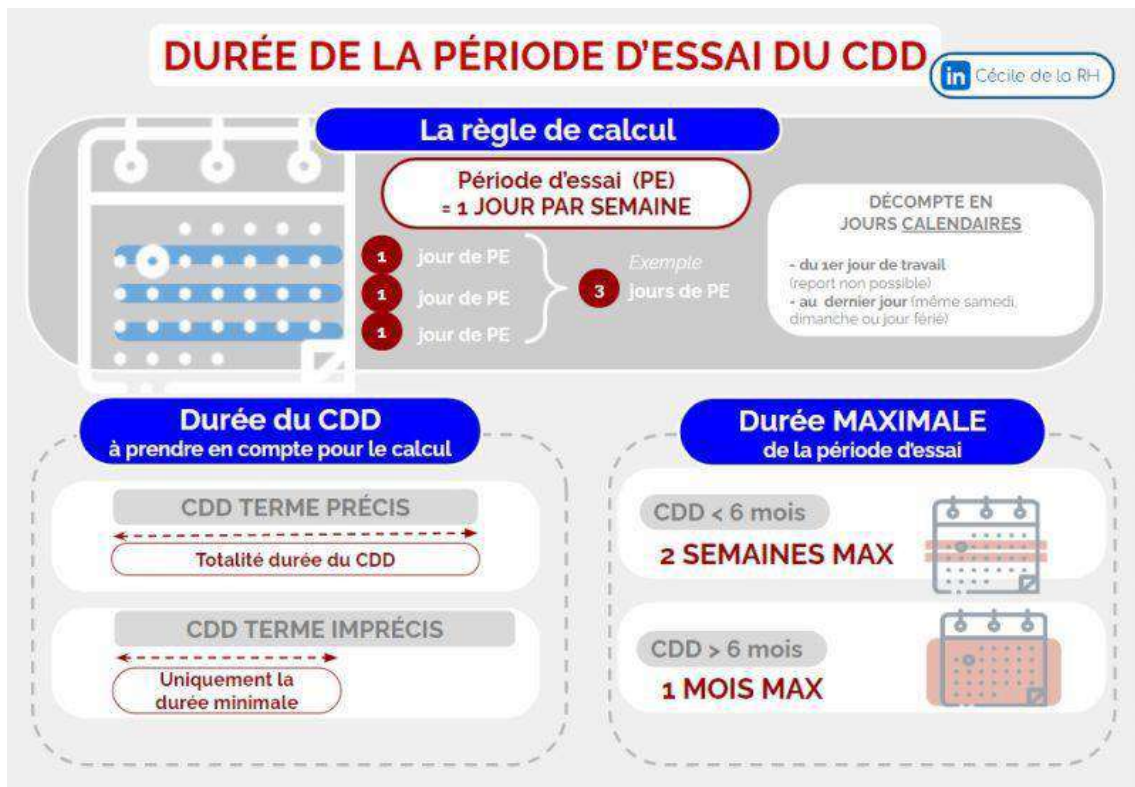 DURÉE DE LA PÉRIODE D'ESSAI DU CDD
in Cécile de la RH
La règle de calcul
Période d'essai (PE)
= 1 JOUR PAR SEMAINE
1 jour de PE
1 jour de PE
1 jour de PE
Exemple
3 jours de PE
DÉCOMPTE EN
JOURS CALENDAIRES
- du 1er jour de travail
(report non possible)
- au dernier jour (même samedi,
dimanche ou jour férié)
Durée du CDD
à prendre en compte pour le calcul
CDD TERME PRÉCIS
Totalité durée du CDD
CDD TERME IMPRÉCIS
Uniquement la
durée minimale
Durée MAXIMALE
de la période d'essai
CDD < 6 mois
2 SEMAINES MAX
CDD > 6 mois
1 MOIS MAX